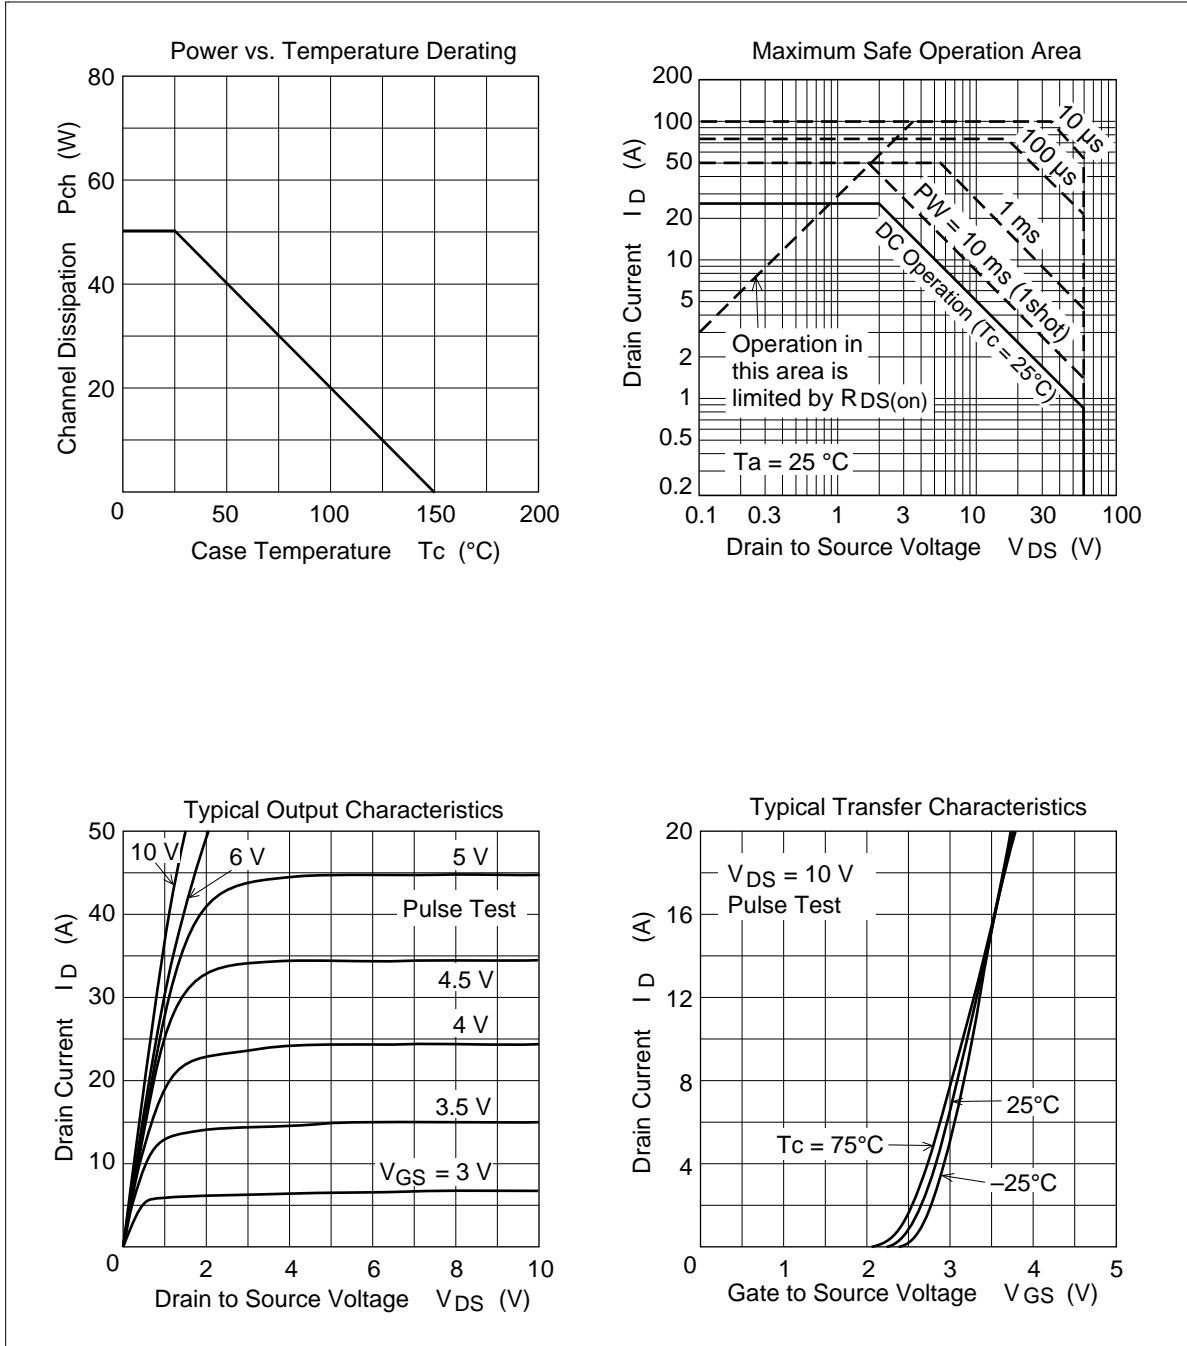 Power vs. Temperature Derating
80
60
40
20
0
50
100
150
200
Channel Dissipation Pch (W)
Case Temperature Tc (°C)
Maximum Safe Operation Area
200
100
50
20
10
5
2
1
0.5
0.2
0.1
0.3
1
3
10
30
100
Drain Current I D (A)
Drain to Source Voltage V DS (V)
10 µs
100 µs
1 ms
PW = 10 ms (1shot)
DC Operation (Tc = 25°C)
Operation in
this area is
limited by R DS(on)
Ta = 25 °C
Typical Output Characteristics
50
40
30
20
10
0
2
4
6
8
10
Drain Current I D (A)
Drain to Source Voltage V DS (V)
10 V
6 V
5 V
Pulse Test
4.5 V
4 V
3.5 V
V GS = 3 V
Typical Transfer Characteristics
20
16
12
8
4
0
1
2
3
4
5
Drain Current I D (A)
Gate to Source Voltage V GS (V)
V DS = 10 V
Pulse Test
25°C
Tc = 75°C
–25°C